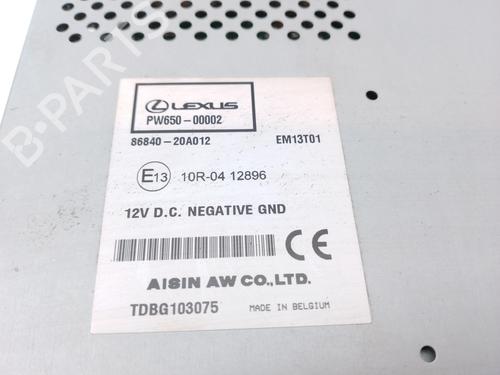 B-PARTS
LEXUS
PW650-00002
86840-20A012 EM13T01
E13 10R-04 12896
12V D.C. NEGATIVE GND
CE
AISIN AW CO.,LTD.
TDBG103075 MADE IN BELGIUM